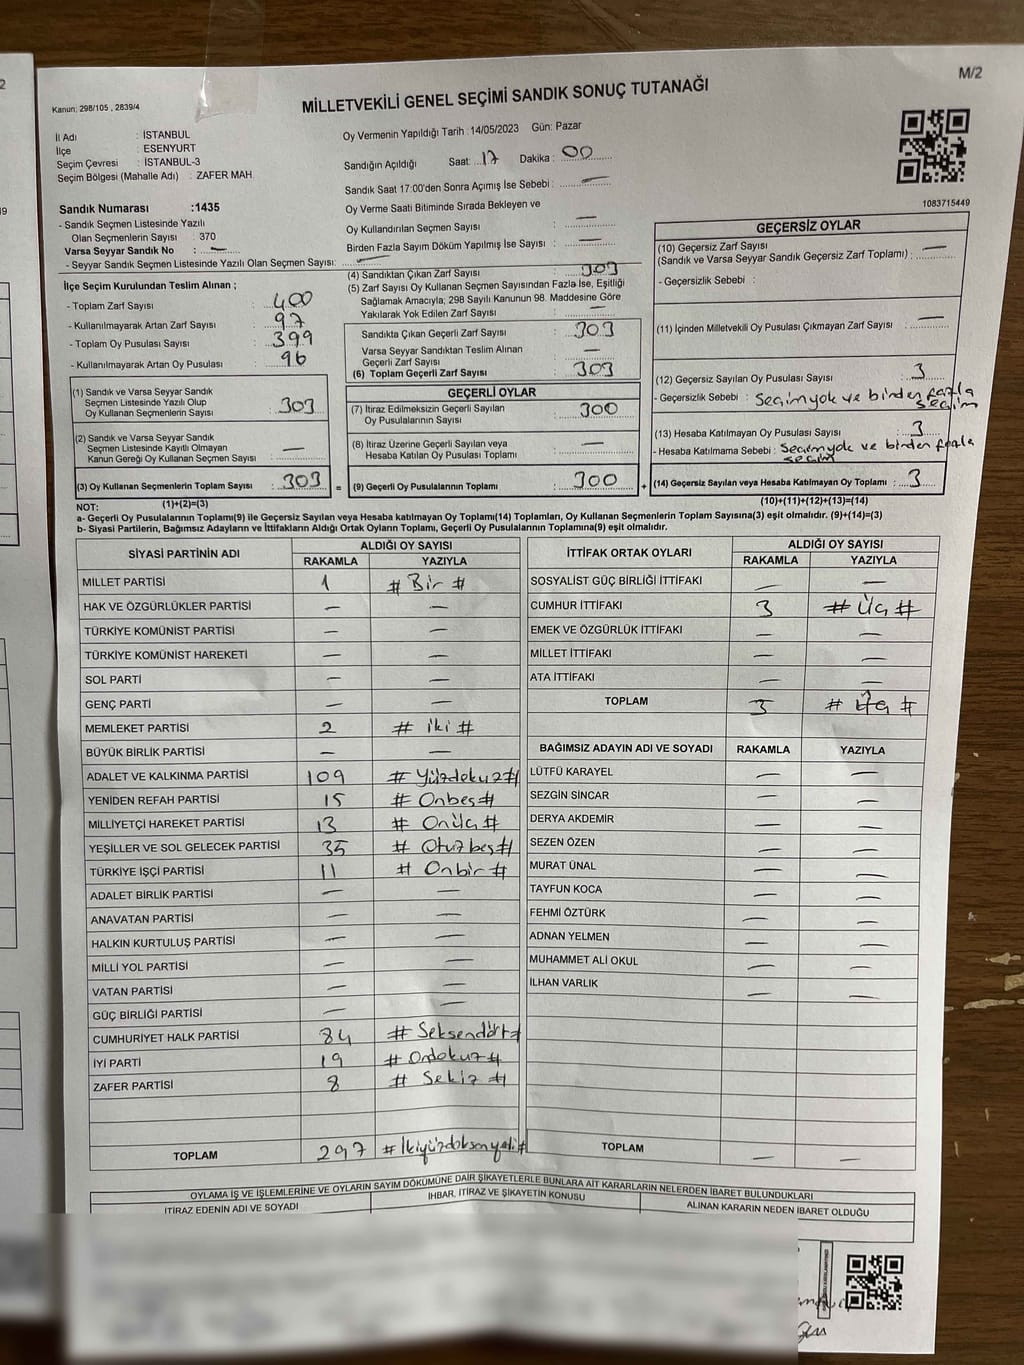 M/2
Kanun: 298/105 , 2839/4
MİLLETVEKİLİ GENEL SEÇİMİ SANDIK SONUÇ TUTANAĞI
İl Adı : İSTANBUL
İlçe : ESENYURT
Seçim Çevresi : İSTANBUL-3
Seçim Bölgesi (Mahalle Adı) : ZAFER MAH.
Sandık Numarası :1435
- Sandık Seçmen Listesinde Yazılı
Olan Seçmenlerin Sayısı : 370
Varsa Seyyar Sandık No : —
- Seyyar Sandık Seçmen Listesinde Yazılı Olan Seçmen Sayısı: —
İlçe Seçim Kurulundan Teslim Alınan ;
- Toplam Zarf Sayısı : 400
- Kullanılmayarak Artan Zarf Sayısı : 97
- Toplam Oy Pusulası Sayısı : 399
- Kullanılmayarak Artan Oy Pusulası : 96
Oy Vermenin Yapıldığı Tarih :14/05/2023 Gün: Pazar
Sandığın Açıldığı Saat: 17 Dakika : 00
Sandık Saat 17:00'den Sonra Açımış İse Sebebi : —
Oy Verme Saati Bitiminde Sırada Bekleyen ve
Oy Kullandırılan Seçmen Sayısı : —
Birden Fazla Sayım Döküm Yapılmış İse Sayısı : —
(4) Sandıktan Çıkan Zarf Sayısı : 303
(5) Zarf Sayısı Oy Kullanan Seçmen Sayısından Fazla İse, Eşitliği
Sağlamak Amacıyla; 298 Sayılı Kanunun 98. Maddesine Göre
Yakılarak Yok Edilen Zarf Sayısı : —
Sandıkta Çıkan Geçerli Zarf Sayısı : 303
Varsa Seyyar Sandıktan Teslim Alınan
Geçerli Zarf Sayısı : —
(6) Toplam Geçerli Zarf Sayısı : 303
1083715449
GEÇERSİZ OYLAR
(10) Geçersiz Zarf Sayısı
(Sandık ve Varsa Seyyar Sandık Geçersiz Zarf Toplamı) : —
- Geçersizlik Sebebi :
(11) İçinden Milletvekili Oy Pusulası Çıkmayan Zarf Sayısı : —
(12) Geçersiz Sayılan Oy Pusulası Sayısı : 3
- Geçersizlik Sebebi : Seçimyok ve birden fazla
seçim
(13) Hesaba Katılmayan Oy Pusulası Sayısı : 3
- Hesaba Katılmama Sebebi : Seçimyok ve birden fazla
seçim
(14) Geçersiz Sayılan veya Hesaba Katılmayan Oy Toplamı : 3
(10)+(11)+(12)+(13)=(14)
(1) Sandık ve Varsa Seyyar Sandık
Seçmen Listesinde Yazılı Olup
Oy Kullanan Seçmenlerin Sayısı : 303
(2) Sandık ve Varsa Seyyar Sandık
Seçmen Listesinde Kayıtlı Olmayan
Kanun Gereği Oy Kullanan Seçmen Sayısı : —
(3) Oy Kullanan Seçmenlerin Toplam Sayısı : 303
(1)+(2)=(3)
GEÇERLİ OYLAR
(7) İtiraz Edilmeksizin Geçerli Sayılan
Oy Pusulalarının Sayısı : 300
(8) İtiraz Üzerine Geçerli Sayılan veya
Hesaba Katılan Oy Pusulası Toplamı : —
= (9) Geçerli Oy Pusulalarının Toplamı : 300 +
NOT:
a- Geçerli Oy Pusulalarının Toplamı(9) ile Geçersiz Sayılan veya Hesaba katılmayan Oy Toplamı(14) Toplamları, Oy Kullanan Seçmenlerin Toplam Sayısına(3) eşit olmalıdır. (9)+(14)=(3)
b- Siyasi Partilerin, Bağımsız Adayların ve İttifakların Aldığı Ortak Oyların Toplamı, Geçerli Oy Pusulalarının Toplamına(9) eşit olmalıdır.
SİYASİ PARTİNİN ADI ALDIĞI OY SAYISI
RAKAMLA YAZIYLA
MİLLET PARTİSİ 1 # Bir #
HAK VE ÖZGÜRLÜKLER PARTİSİ — —
TÜRKİYE KOMÜNİST PARTİSİ — —
TÜRKİYE KOMÜNİST HAREKETİ — —
SOL PARTİ — —
GENÇ PARTİ — —
MEMLEKET PARTİSİ 2 # iki #
BÜYÜK BİRLİK PARTİSİ — —
ADALET VE KALKINMA PARTİSİ 109 # Yüzdokuz #
YENİDEN REFAH PARTİSİ 15 # Onbeş #
MİLLİYETÇİ HAREKET PARTİSİ 13 # Onüç #
YEŞİLLER VE SOL GELECEK PARTİSİ 35 # Otuzbeş #
TÜRKİYE İŞÇİ PARTİSİ 11 # Onbir #
ADALET BİRLİK PARTİSİ — —
ANAVATAN PARTİSİ — —
HALKIN KURTULUŞ PARTİSİ — —
MİLLİ YOL PARTİSİ — —
VATAN PARTİSİ — —
GÜÇ BİRLİĞİ PARTİSİ — —
CUMHURİYET HALK PARTİSİ 84 # Seksendört #
İYİ PARTİ 19 # Ondokuz #
ZAFER PARTİSİ 8 # Sekiz #
TOPLAM 297 # İkiyüzdoksanyedi #
İTTİFAK ORTAK OYLARI ALDIĞI OY SAYISI
RAKAMLA YAZIYLA
SOSYALİST GÜÇ BİRLİĞİ İTTİFAKI — —
CUMHUR İTTİFAKI 3 # Üç #
EMEK VE ÖZGÜRLÜK İTTİFAKI — —
MİLLET İTTİFAKI — —
ATA İTTİFAKI — —
TOPLAM 3 # Üç #
BAĞIMSIZ ADAYIN ADI VE SOYADI RAKAMLA YAZIYLA
LÜTFÜ KARAYEL — —
SEZGİN SİNCAR — —
DERYA AKDEMİR — —
SEZEN ÖZEN — —
MURAT ÜNAL — —
TAYFUN KOCA — —
FEHMİ ÖZTÜRK — —
ADNAN YELMEN — —
MUHAMMET ALİ OKUL — —
İLHAN VARLIK — —
TOPLAM — —
OYLAMA İŞ VE İŞLEMLERİNE VE OYLARIN SAYIM DÖKÜMÜNE DAİR ŞİKAYETLERLE BUNLARA AİT KARARLARIN NELERDEN İBARET BULUNDUKLARI
İTİRAZ EDENİN ADI VE SOYADI İHBAR, İTİRAZ VE ŞİKAYETİN KONUSU ALINAN KARARIN NEDEN İBARET OLDUĞU